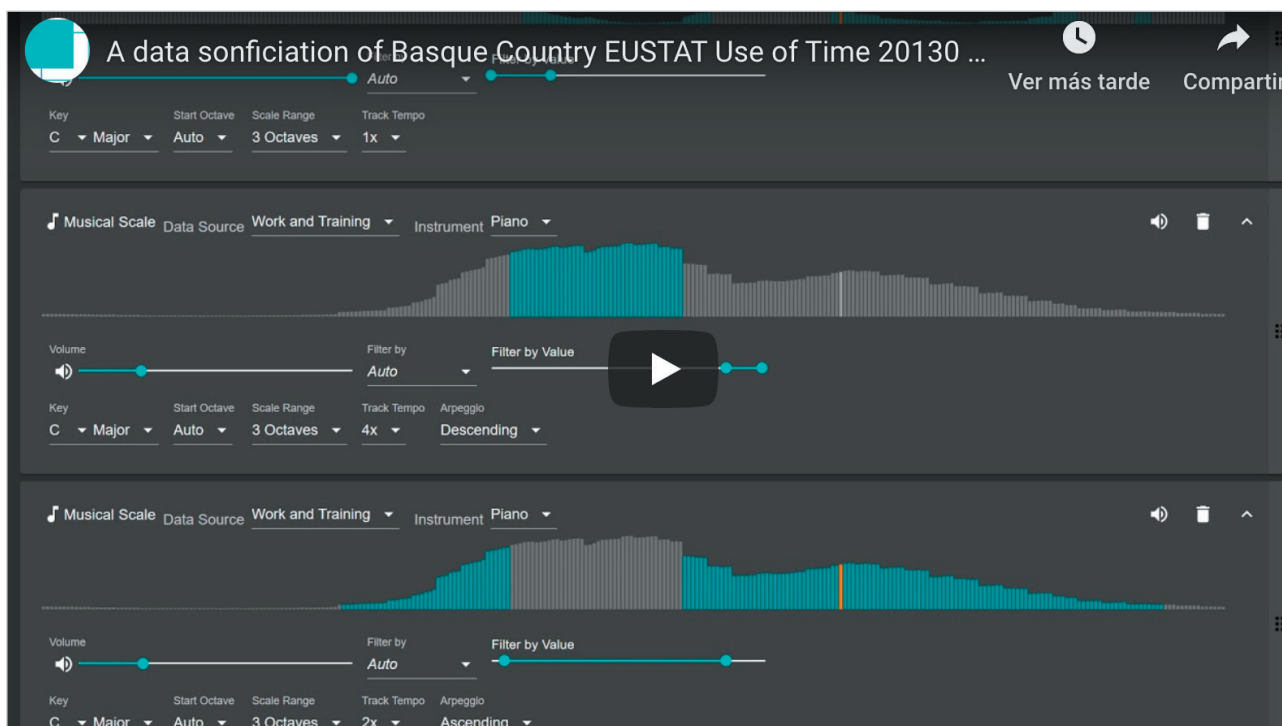 A data sonficiation of Basque Country EUSTAT Use of Time 20130 ...
Ver más tarde
Compartir
Auto
Key Start Octave Scale Range Track Tempo
C Major Auto 3 Octaves 1x
Musical Scale Data Source Work and Training Instrument Piano
Volume Filter by Filter by Value
Auto
Key Start Octave Scale Range Track Tempo Arpeggio
C Major Auto 3 Octaves 4x Descending
Musical Scale Data Source Work and Training Instrument Piano
Volume Filter by Filter by Value
Auto
Key Start Octave Scale Range Track Tempo Arpeggio
C Major Auto 3 Octaves 2x Ascending